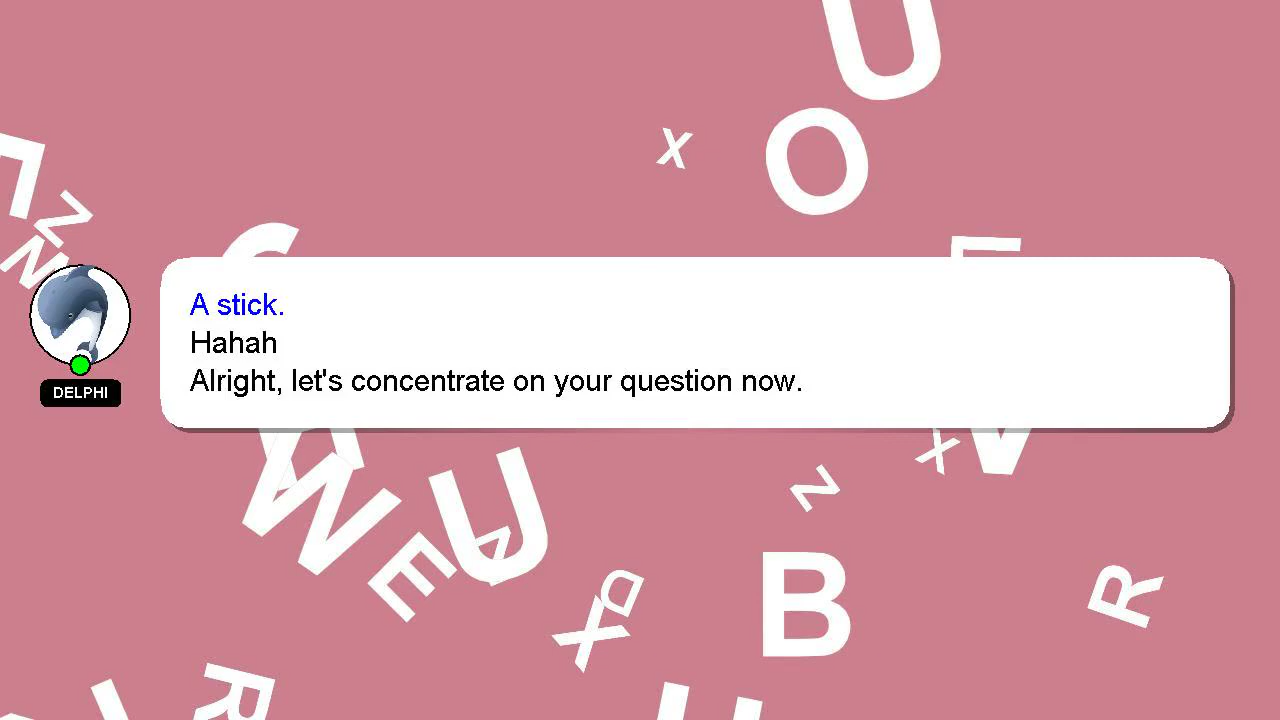 A stick.
Hahah
Alright, let's concentrate on your question now.
DELPHI
U
O
X
Z
N
W
E
U
Z
X
D
X
Z
B
R
R